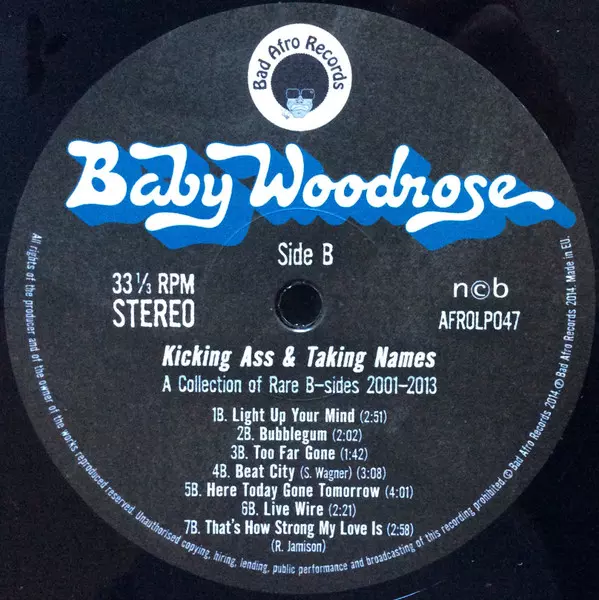 Bad Afro Records
Baby Woodrose
Side B
33 1/3 RPM
STEREO
n©b
AFROLP047
Kicking Ass & Taking Names
A Collection of Rare B-sides 2001-2013
1B. Light Up Your Mind (2:51)
2B. Bubblegum (2:02)
3B. Too Far Gone (1:42)
4B. Beat City (S. Wagner) (3:08)
5B. Here Today Gone Tomorrow (4:01)
6B. Live Wire (2:21)
7B. That's How Strong My Love Is (2:58)
(R. Jamison)
All rights of the producer and of the owner of the works reproduced reserved. Unauthorised copying, hiring, lending, public performance and broadcasting of this recording prohibited. © Bad Afro Records 2014. ℗ Bad Afro Records 2014. Made in EU.